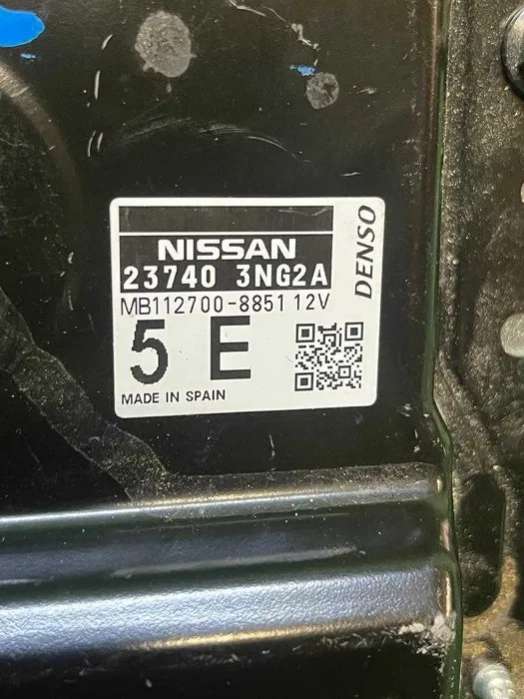 NISSAN
23740 3NG2A
MB112700-8851 12V
5 E
MADE IN SPAIN
DENSO